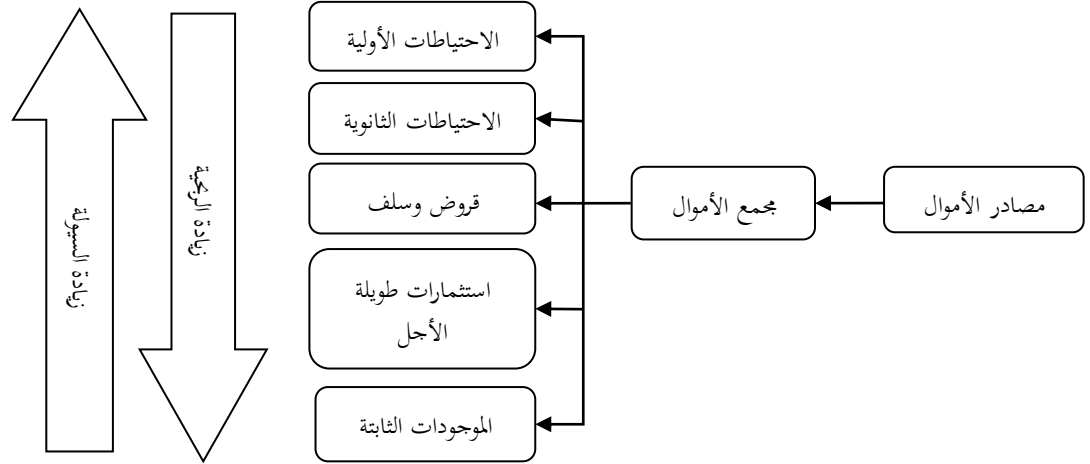 مصادر الأموال
مجمع الأموال
الاحتياطات الأولية
الاحتياطات الثانوية
قروض وسلف
استثمارات طويلة
الأجل
الموجودات الثابتة
زيادة الربحية
زيادة السيولة